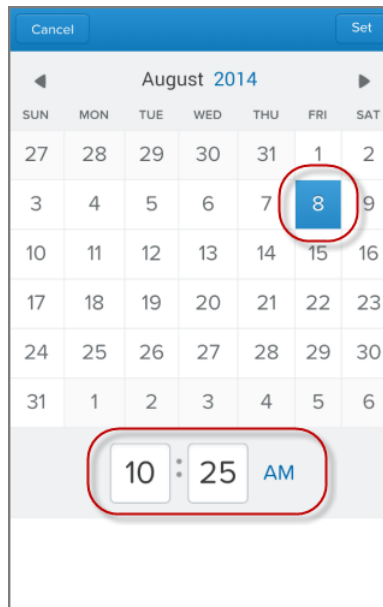 Cancel Set
August 2014
SUN MON TUE WED THU FRI SAT
27 28 29 30 31 1 2
3 4 5 6 7 8 9
10 11 12 13 14 15 16
17 18 19 20 21 22 23
24 25 26 27 28 29 30
31 1 2 3 4 5 6
10 : 25 AM